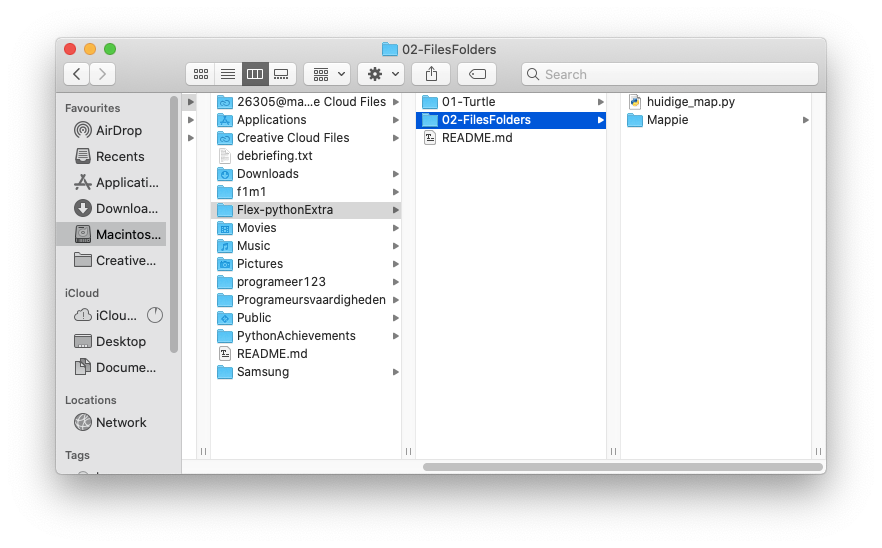 02-FilesFolders
Search
Favourites
AirDrop
Recents
Applicati...
Downloa...
Macintos...
Creative...
iCloud
iClou...
Desktop
Docume...
Locations
Network
Tags
26305@ma...e Cloud Files
Applications
Creative Cloud Files
debriefing.txt
Downloads
f1m1
Flex-pythonExtra
Movies
Music
Pictures
programeer123
Programeursvaardigheden
Public
PythonAchievements
README.md
Samsung
01-Turtle
02-FilesFolders
README.md
huidige_map.py
Mappie